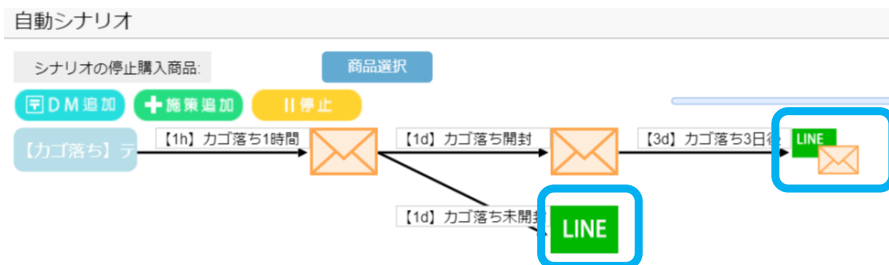 自動シナリオ
シナリオの停止購入商品:
商品選択
〒DM追加
施策追加
停止
【カゴ落ち】テ
【1h】カゴ落ち1時間
【1d】カゴ落ち開封
【3d】カゴ落ち3日後
LINE
【1d】カゴ落ち未開封
LINE